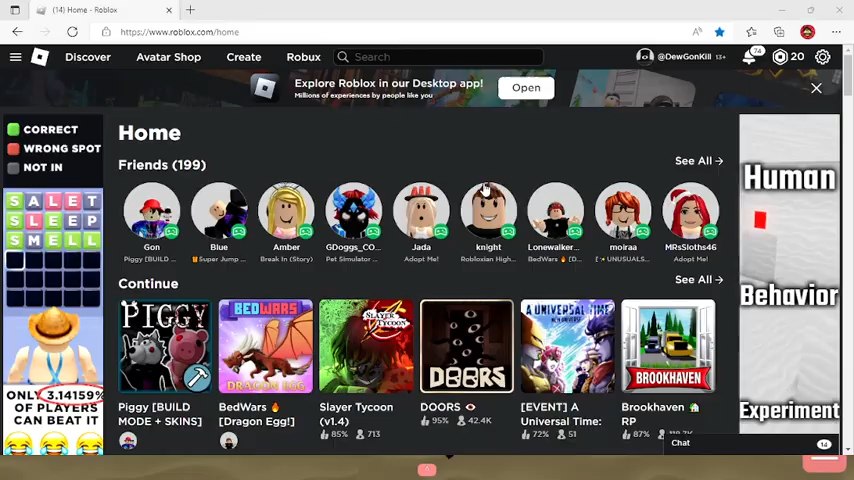 (14) Home - Roblox
https://www.roblox.com/home
Discover Avatar Shop Create Robux Search @DewGonKill 13+ 74 20
Explore Roblox in our Desktop app!
Millions of experiences by people like you
Open
CORRECT
WRONG SPOT
NOT IN
SALET
SLEEP
SMELL
ONLY 3.14159%
OF PLAYERS
CAN BEAT IT
Home
Friends (199) See All →
Gon Blue Amber GDoggs_CO... Jada knight Lonewalker... moiraa MRsSloths46
Piggy [BUILD Super Jump ... Break In (Story) Pet Simulator Adopt Me! Robloxian High... BedWars [D... [✨ UNUSUALS... Adopt Me!
Continue See All →
PIGGY
BEDWARS
DRAGON EGG
SLAYER
TYCOON
DOORS
A UNIVERSAL TIME
BROOKHAVEN
Piggy [BUILD MODE + SKINS]
BedWars 🔥 [Dragon Egg!]
Slayer Tycoon (v1.4)
85% 713
DOORS 👁
95% 42.4K
[EVENT] A Universal Time:
72% 51
Brookhaven 🏠 RP
87%
Human
Behavior
Experiment
Chat 14